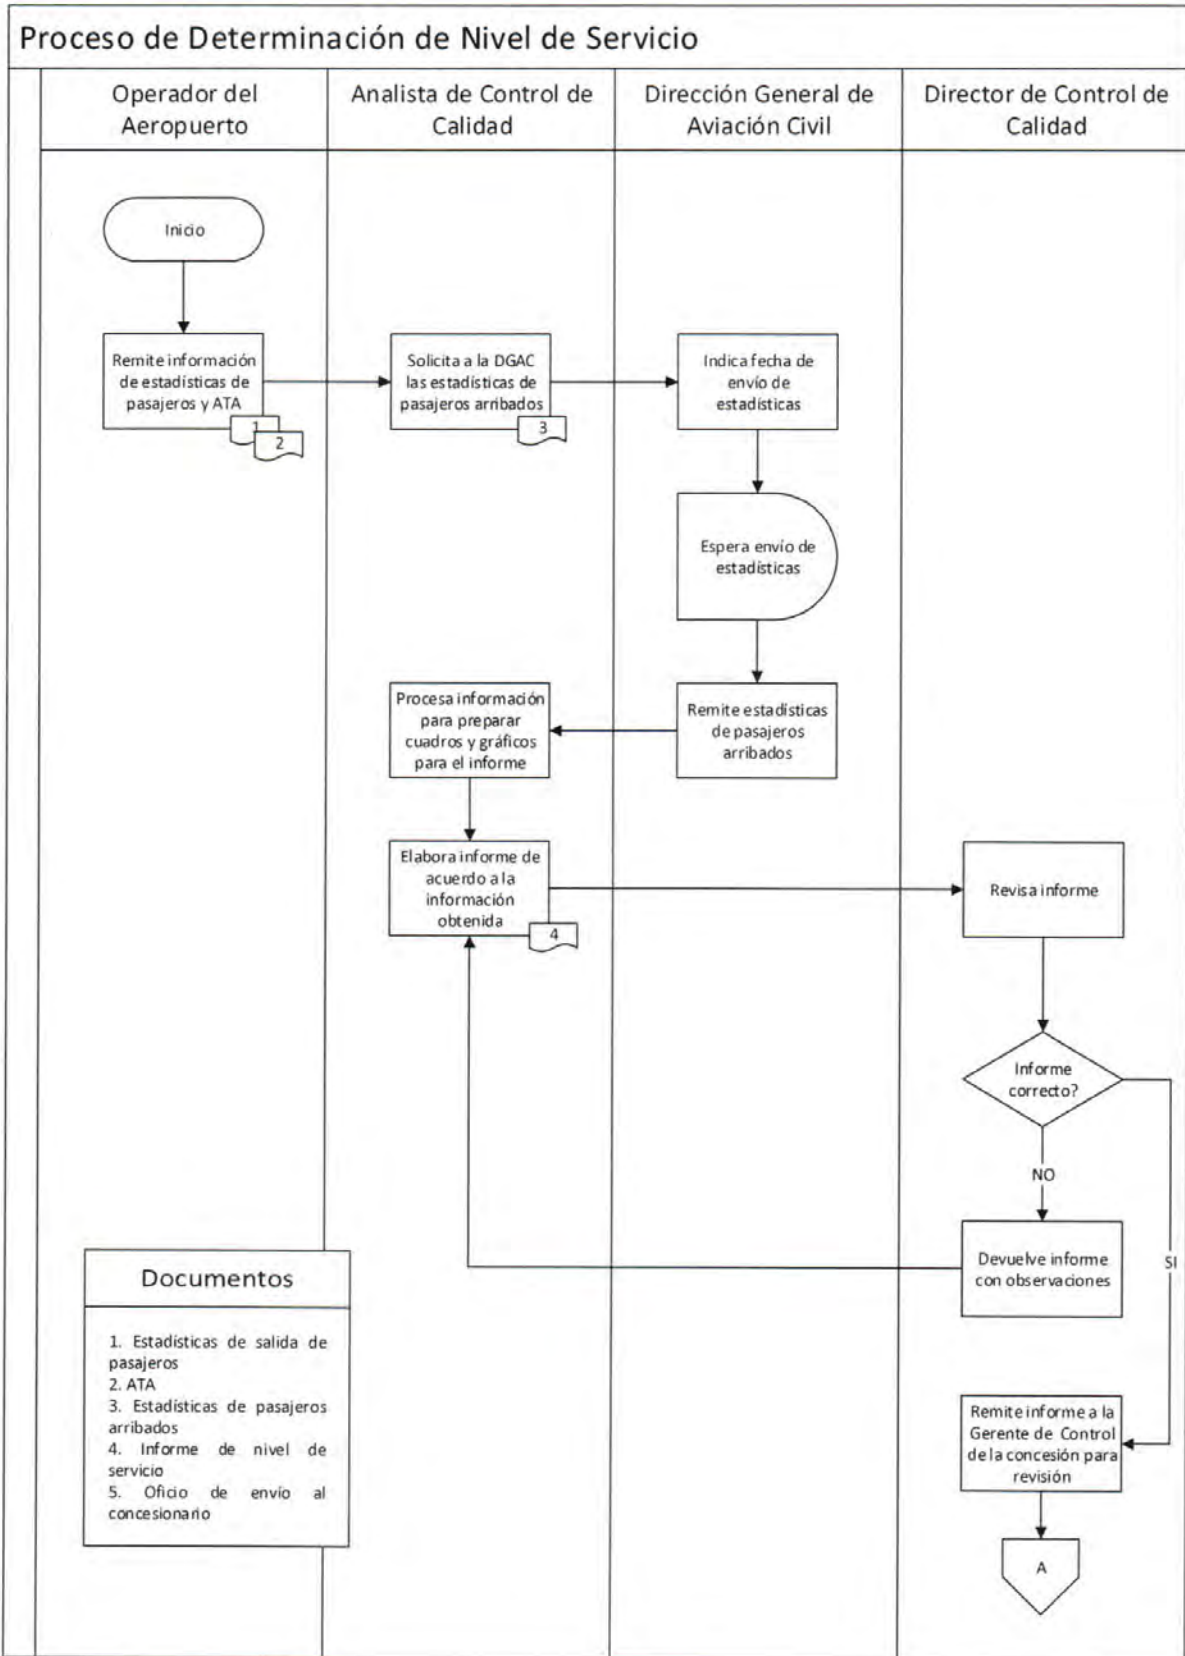 Proceso de Determinación de Nivel de Servicio
Operador del
Aeropuerto
Analista de Control de
Calidad
Dirección General de
Aviación Civil
Director de Control de
Calidad
Inicio
Remite información
de estadísticas de
pasajeros y ATA
1
2
Solicita a la DGAC
las estadísticas de
pasajeros arribados
3
Indica fecha de
envío de
estadísticas
Espera envío de
estadísticas
Remite estadísticas
de pasajeros
arribados
Procesa información
para preparar
cuadros y gráficos
para el informe
Elabora informe de
acuerdo a la
información
obtenida
4
Revisa informe
Informe
correcto?
NO
SI
Devuelve informe
con observaciones
Remite informe a la
Gerente de Control
de la concesión para
revisión
A
Documentos
1. Estadísticas de salida de
pasajeros
2. ATA
3. Estadísticas de pasajeros
arribados
4. Informe de nivel de
servicio
5. Oficio de envío al
concesionario